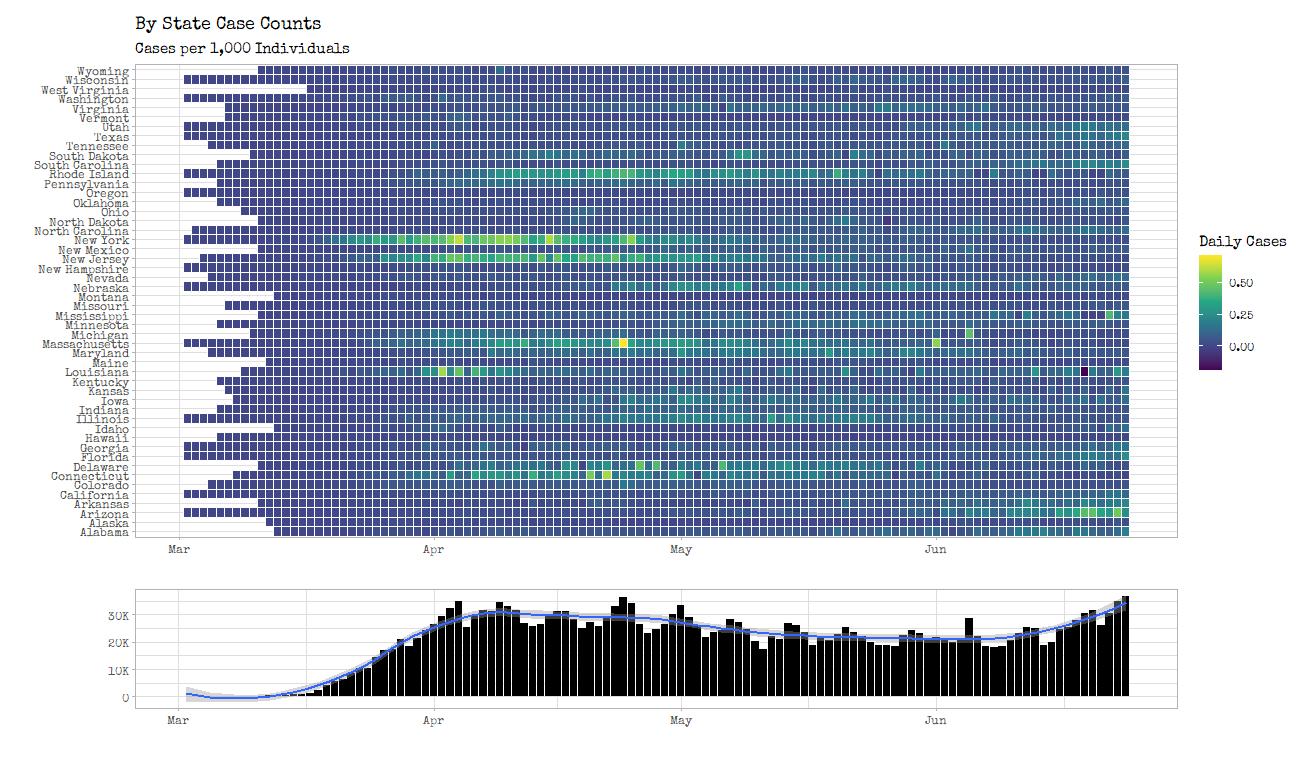 By State Case Counts
Cases per 1,000 Individuals
Wyoming
Wisconsin
West Virginia
Washington
Virginia
Vermont
Utah
Texas
Tennessee
South Dakota
South Carolina
Rhode Island
Pennsylvania
Oregon
Oklahoma
Ohio
North Dakota
North Carolina
New York
New Mexico
New Jersey
New Hampshire
Nevada
Nebraska
Montana
Missouri
Mississippi
Minnesota
Michigan
Massachusetts
Maryland
Maine
Louisiana
Kentucky
Kansas
Iowa
Indiana
Illinois
Idaho
Hawaii
Georgia
Florida
Delaware
Connecticut
Colorado
California
Arkansas
Arizona
Alaska
Alabama
Mar Apr May Jun
Daily Cases
0.50
0.25
0.00
30K
20K
10K
0
Mar Apr May Jun